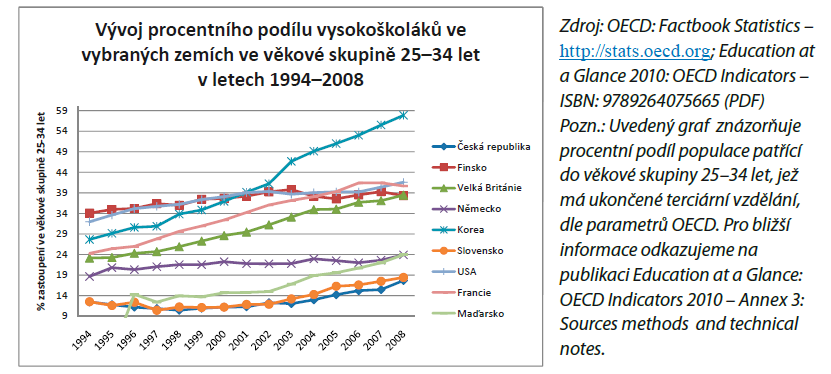 Vývoj procentního podílu vysokoškoláků ve
vybraných zemích ve věkové skupině 25–34 let
v letech 1994–2008
% zastoupení ve věkové skupině 25-34 let
59
54
49
44
39
34
29
24
19
14
9
1994
1995
1996
1997
1998
1999
2000
2001
2002
2003
2004
2005
2006
2007
2008
Česká republika
Finsko
Velká Británie
Německo
Korea
Slovensko
USA
Francie
Maďarsko
Zdroj: OECD: Factbook Statistics –
http://stats.oecd.org; Education at
a Glance 2010: OECD Indicators –
ISBN: 9789264075665 (PDF)
Pozn.: Uvedený graf znázorňuje
procentní podíl populace patřící
do věkové skupiny 25–34 let, jež
má ukončené terciární vzdělání,
dle parametrů OECD. Pro bližší
informace odkazujeme na
publikaci Education at a Glance:
OECD Indicators 2010 – Annex 3:
Sources methods and technical
notes.